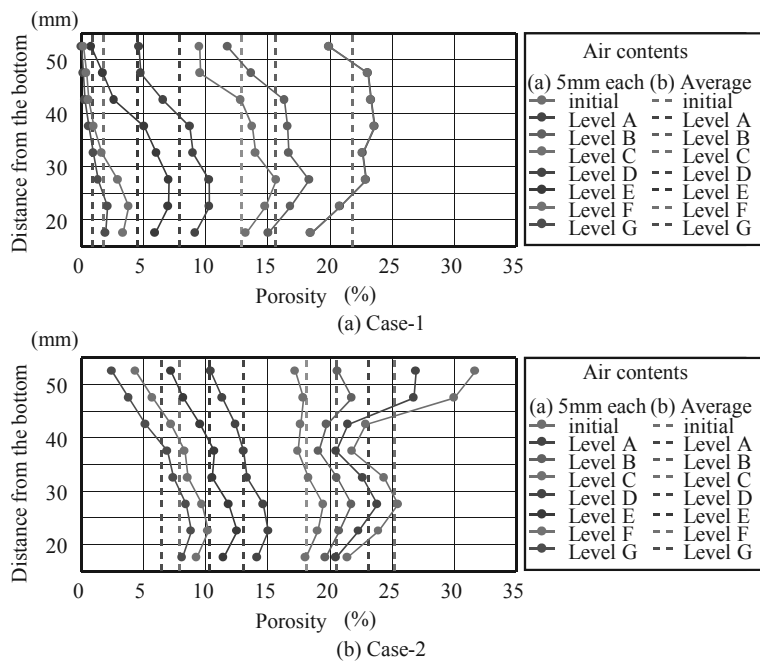 (mm)
Distance from the bottom
50
40
30
20
0
5
10
15
20
25
30
35
Porosity (%)
(a) Case-1
Air contents
(a) 5mm each (b) Average
initial initial
Level A Level A
Level B Level B
Level C Level C
Level D Level D
Level E Level E
Level F Level F
Level G Level G
(mm)
Distance from the bottom
50
40
30
20
0
5
10
15
20
25
30
35
Porosity (%)
(b) Case-2
Air contents
(a) 5mm each (b) Average
initial initial
Level A Level A
Level B Level B
Level C Level C
Level D Level D
Level E Level E
Level F Level F
Level G Level G